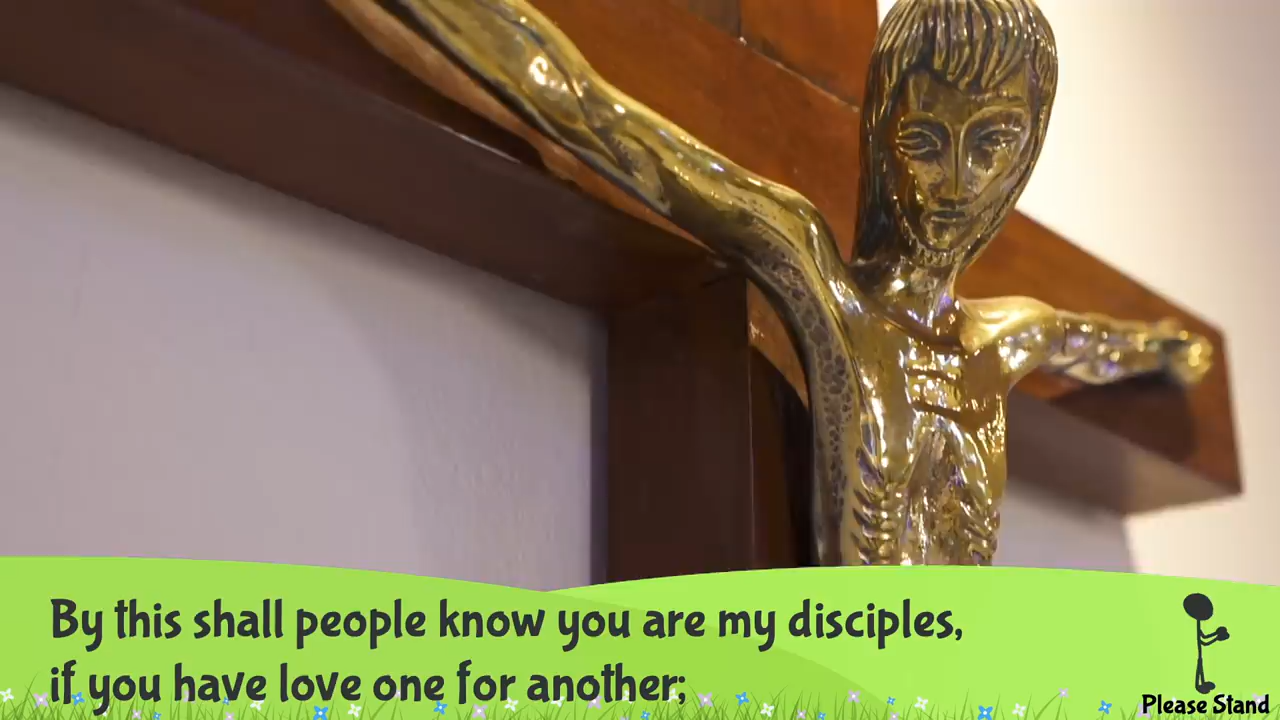 By this shall people know you are my disciples,
if you have love one for another;
Please Stand